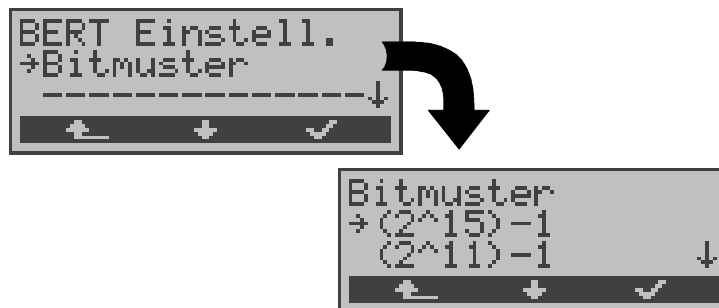 BERT Einstell.
→Bitmuster
--------------↓
Bitmuster
→(2^15)-1
(2^11)-1 ↓